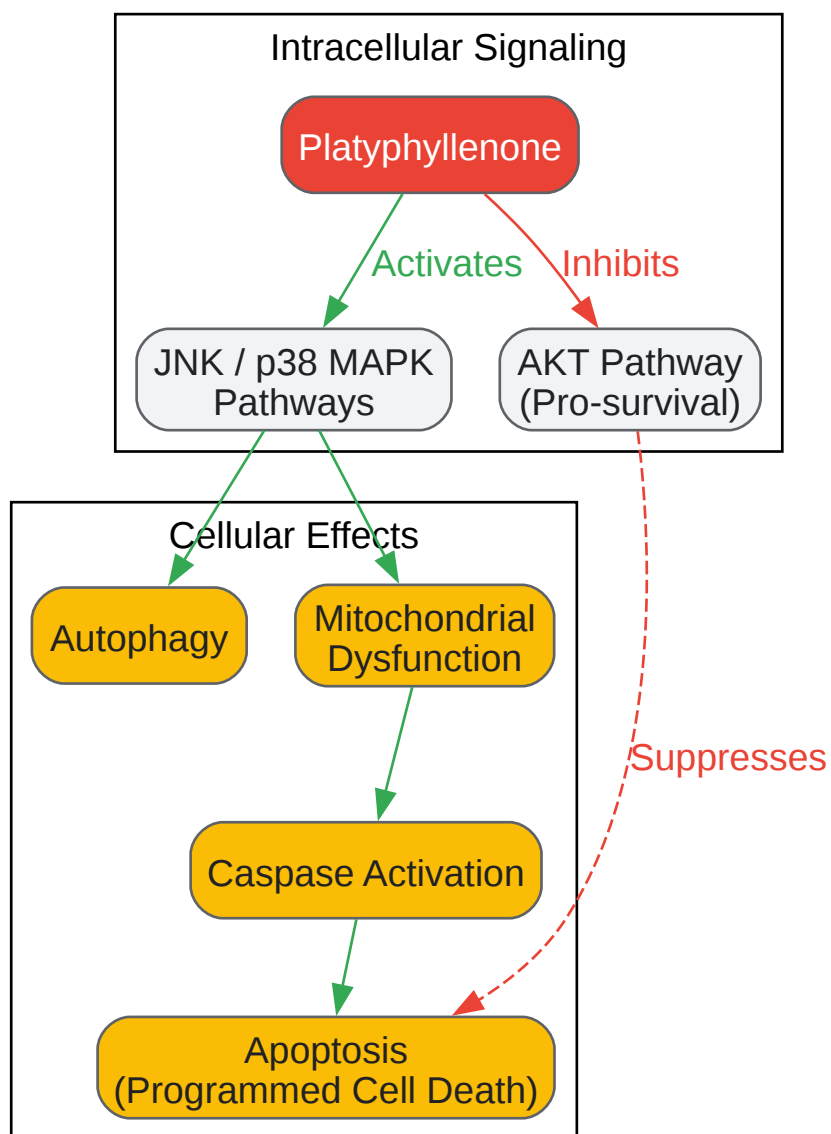 Intracellular Signaling
Platyphyllenone
Activates
Inhibits
JNK / p38 MAPK
Pathways
AKT Pathway
(Pro-survival)
Cellular Effects
Autophagy
Mitochondrial
Dysfunction
Suppresses
Caspase Activation
Apoptosis
(Programmed Cell Death)